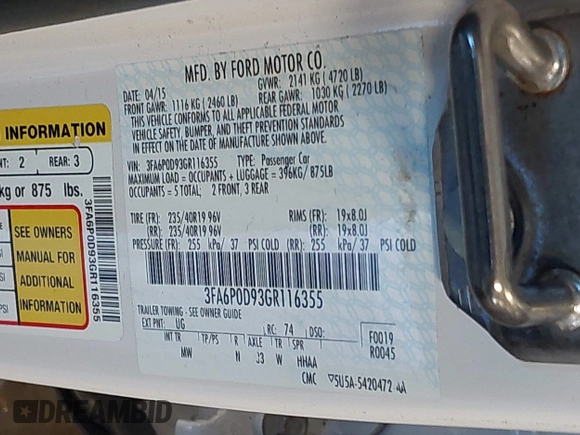 MFD. BY FORD MOTOR CO.
DATE: 04/15 GVWR: 2141 KG ( 4720 LB)
FRONT GAWR: 1116 KG ( 2460 LB) REAR GAWR: 1030 KG ( 2270 LB)
THIS VEHICLE CONFORMS TO ALL APPLICABLE FEDERAL MOTOR
VEHICLE SAFETY, BUMPER, AND THEFT PREVENTION STANDARDS
IN EFFECT ON THE DATE OF MANUFACTURE SHOWN ABOVE.
VIN: 3FA6P0D93GR116355 TYPE: Passenger Car
MAXIMUM LOAD = OCCUPANTS + LUGGAGE = 396KG/ 875LB
OCCUPANTS = 5 TOTAL; 2 FRONT, 3 REAR
TIRE (FR): 235/40R19 96V RIMS (FR): 19x8.0J
(RR): 235/40R19 96V (RR): 19x8.0J
PRESSURE (FR): 255 kPa/ 37 PSI COLD (RR): 255 kPa/ 37 PSI COLD
3FA6P0D93GR116355
TRAILER TOWING - SEE OWNER GUIDE
EXT PNT: UG RC: 74 DSO: F0019
INT TR TP/PS R AXLE TR SPR R0045
MW N J3 W HHAA
CMC ▽5U5A-5420472-AA
INFORMATION
NT: 2 REAR: 3
kg or 875 lbs.
SEE OWNERS
MANUAL FOR
ADDITIONAL
INFORMATION
PSI
3FA6P0D93GR116355
DREAMBID